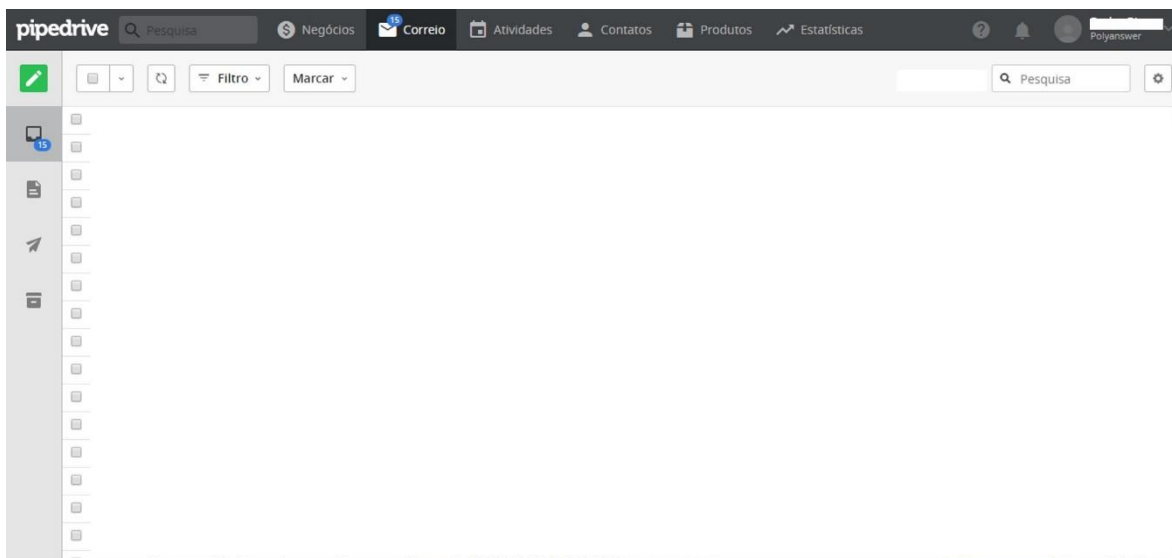 pipedrive Pesquisa Negócios 15 Correio Atividades Contatos Produtos Estatísticas ?
Polyanswer
Filtro Marcar Pesquisa
15